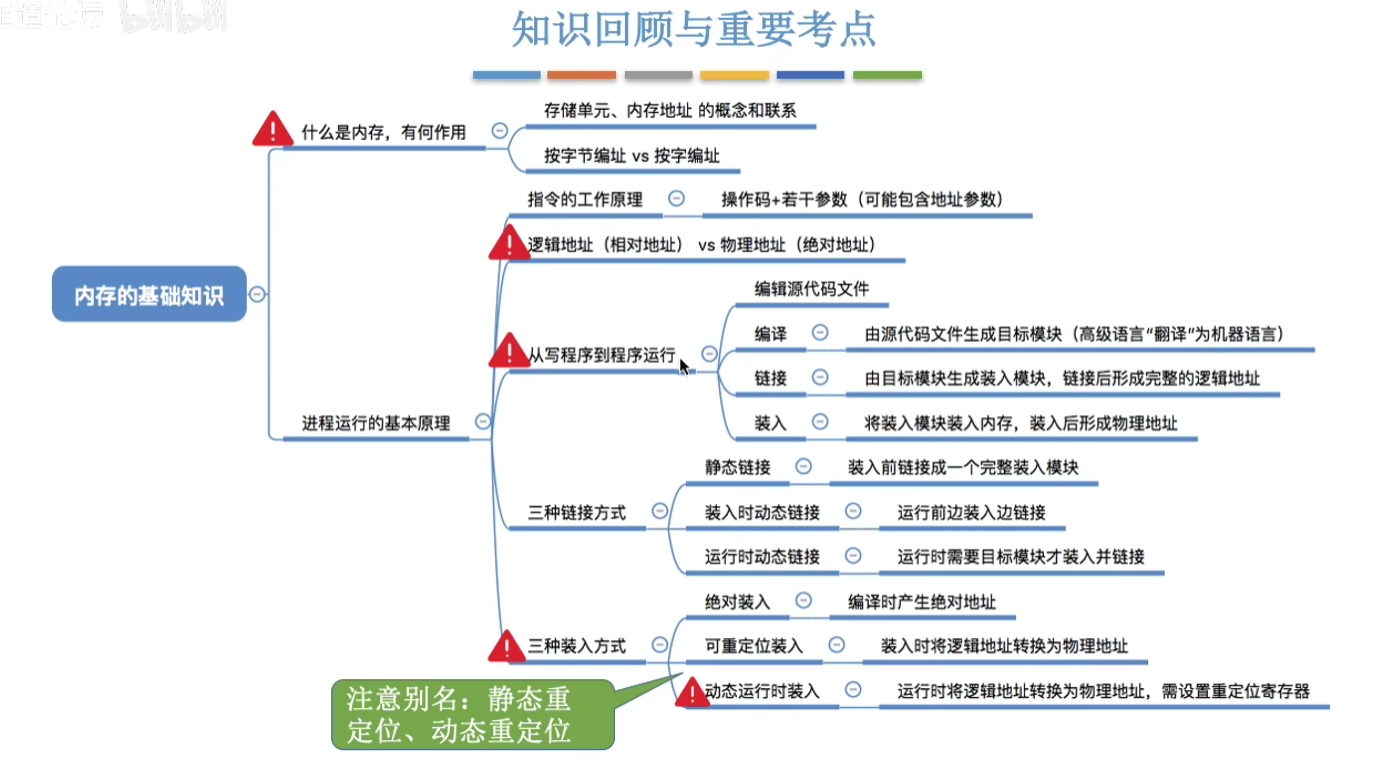 王道论坛 bilibili
知识回顾与重要考点
存储单元、内存地址 的概念和联系
什么是内存，有何作用
按字节编址 vs 按字编址
指令的工作原理
操作码+若干参数（可能包含地址参数）
逻辑地址（相对地址） vs 物理地址（绝对地址）
内存的基础知识
编辑源代码文件
编译
由源代码文件生成目标模块（高级语言“翻译”为机器语言）
从写程序到程序运行
链接
由目标模块生成装入模块，链接后形成完整的逻辑地址
装入
将装入模块装入内存，装入后形成物理地址
进程运行的基本原理
静态链接
装入前链接成一个完整装入模块
三种链接方式
装入时动态链接
运行前边装入边链接
运行时动态链接
运行时需要目标模块才装入并链接
绝对装入
编译时产生绝对地址
三种装入方式
可重定位装入
装入时将逻辑地址转换为物理地址
动态运行时装入
运行时将逻辑地址转换为物理地址，需设置重定位寄存器
注意别名：静态重
定位、动态重定位